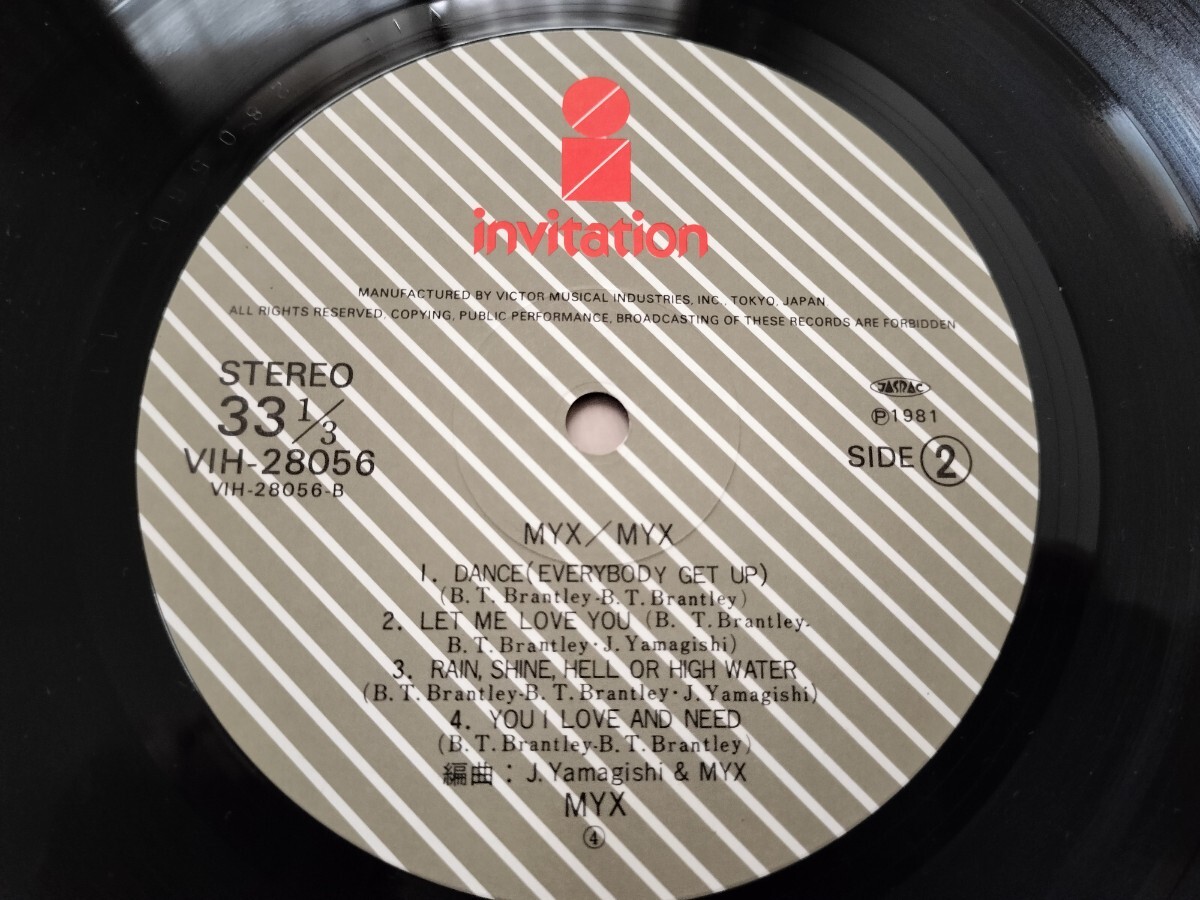 invitation
MANUFACTURED BY VICTOR MUSICAL INDUSTRIES, INC., TOKYO, JAPAN
ALL RIGHTS RESERVED, COPYING, PUBLIC PERFORMANCE, BROADCASTING OF THESE RECORDS ARE FORBIDDEN
STEREO
33 1/3
VIH-28056
VIH-28056-B
JASRAC
Ⓟ1981
SIDE ②
MYX／MYX
1. DANCE(EVERYBODY GET UP)
(B. T. Brantley-B. T. Brantley)
2. LET ME LOVE YOU (B. T. Brantley-
B. T. Brantley・J. Yamagishi)
3. RAIN, SHINE, HELL OR HIGH WATER
(B. T. Brantley-B. T. Brantley・J. Yamagishi)
4. YOU I LOVE AND NEED
(B. T. Brantley-B. T. Brantley)
編曲：J. Yamagishi & MYX
MYX
④